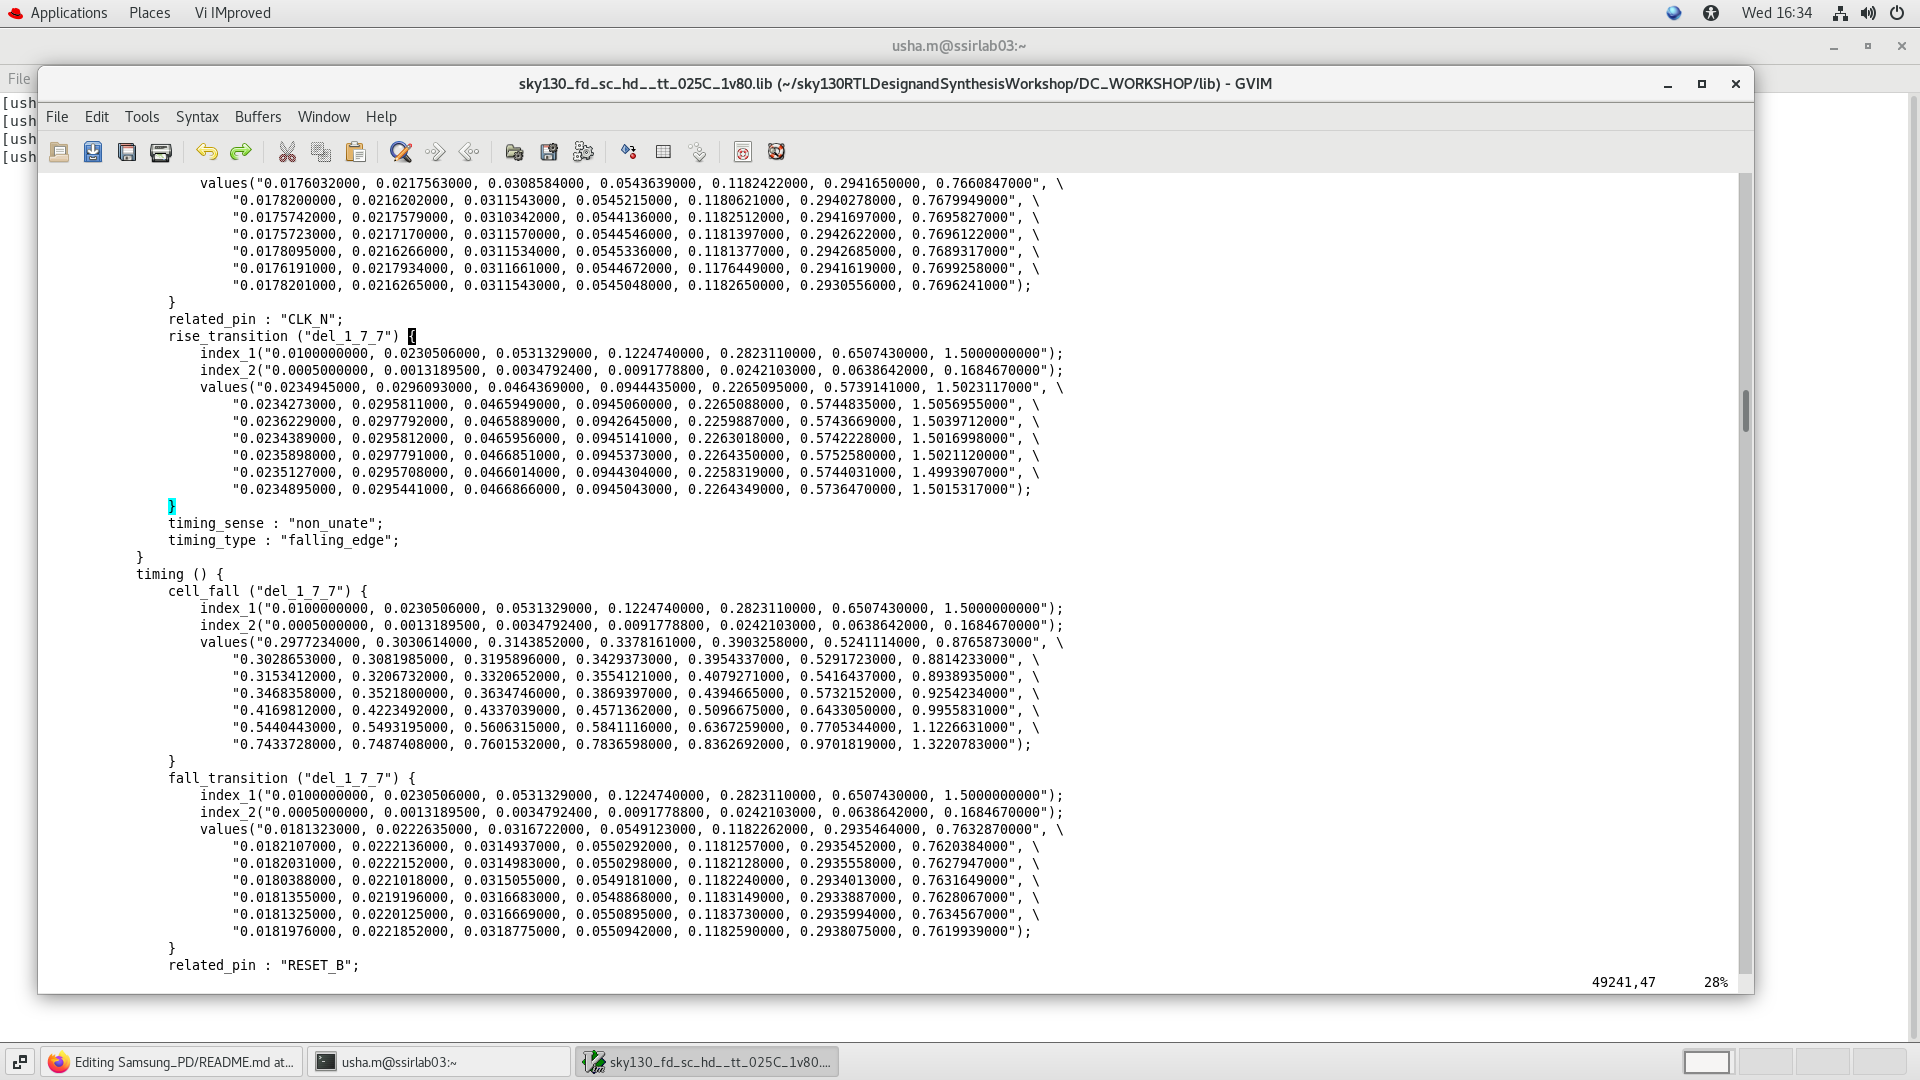 Applications Places Vi IMproved Wed 16:34
usha.m@ssirlab03:~
File
sky130_fd_sc_hd__tt_025C_1v80.lib (~/sky130RTLDesignandSynthesisWorkshop/DC_WORKSHOP/lib) - GVIM
[ush
[ush
[ush
[ush
File Edit Tools Syntax Buffers Window Help
values("0.0176032000, 0.0217563000, 0.0308584000, 0.0543639000, 0.1182422000, 0.2941650000, 0.7660847000", \
"0.0178200000, 0.0216202000, 0.0311543000, 0.0545215000, 0.1180621000, 0.2940278000, 0.7679949000", \
"0.0175742000, 0.0217579000, 0.0310342000, 0.0544136000, 0.1182512000, 0.2941697000, 0.7695827000", \
"0.0175723000, 0.0217170000, 0.0311570000, 0.0544546000, 0.1181397000, 0.2942622000, 0.7696122000", \
"0.0178095000, 0.0216266000, 0.0311534000, 0.0545336000, 0.1181377000, 0.2942685000, 0.7689317000", \
"0.0176191000, 0.0217934000, 0.0311661000, 0.0544672000, 0.1176449000, 0.2941619000, 0.7699258000", \
"0.0178201000, 0.0216265000, 0.0311543000, 0.0545048000, 0.1182650000, 0.2930556000, 0.7696241000");
}
related_pin : "CLK_N";
rise_transition ("del_1_7_7") {
index_1("0.0100000000, 0.0230506000, 0.0531329000, 0.1224740000, 0.2823110000, 0.6507430000, 1.5000000000");
index_2("0.0005000000, 0.0013189500, 0.0034792400, 0.0091778800, 0.0242103000, 0.0638642000, 0.1684670000");
values("0.0234945000, 0.0296093000, 0.0464369000, 0.0944435000, 0.2265095000, 0.5739141000, 1.5023117000", \
"0.0234273000, 0.0295811000, 0.0465949000, 0.0945060000, 0.2265088000, 0.5744835000, 1.5056955000", \
"0.0236229000, 0.0297792000, 0.0465889000, 0.0942645000, 0.2259887000, 0.5743669000, 1.5039712000", \
"0.0234389000, 0.0295812000, 0.0465956000, 0.0945141000, 0.2263018000, 0.5742228000, 1.5016998000", \
"0.0235898000, 0.0297791000, 0.0466851000, 0.0945373000, 0.2264350000, 0.5752580000, 1.5021120000", \
"0.0235127000, 0.0295708000, 0.0466014000, 0.0944304000, 0.2258319000, 0.5744031000, 1.4993907000", \
"0.0234895000, 0.0295441000, 0.0466866000, 0.0945043000, 0.2264349000, 0.5736470000, 1.5015317000");
}
timing_sense : "non_unate";
timing_type : "falling_edge";
}
timing () {
cell_fall ("del_1_7_7") {
index_1("0.0100000000, 0.0230506000, 0.0531329000, 0.1224740000, 0.2823110000, 0.6507430000, 1.5000000000");
index_2("0.0005000000, 0.0013189500, 0.0034792400, 0.0091778800, 0.0242103000, 0.0638642000, 0.1684670000");
values("0.2977234000, 0.3030614000, 0.3143852000, 0.3378161000, 0.3903258000, 0.5241114000, 0.8765873000", \
"0.3028653000, 0.3081985000, 0.3195896000, 0.3429373000, 0.3954337000, 0.5291723000, 0.8814233000", \
"0.3153412000, 0.3206732000, 0.3320652000, 0.3554121000, 0.4079271000, 0.5416437000, 0.8938935000", \
"0.3468358000, 0.3521800000, 0.3634746000, 0.3869397000, 0.4394665000, 0.5732152000, 0.9254234000", \
"0.4169812000, 0.4223492000, 0.4337039000, 0.4571362000, 0.5096675000, 0.6433050000, 0.9955831000", \
"0.5440443000, 0.5493195000, 0.5606315000, 0.5841116000, 0.6367259000, 0.7705344000, 1.1226631000", \
"0.7433728000, 0.7487408000, 0.7601532000, 0.7836598000, 0.8362692000, 0.9701819000, 1.3220783000");
}
fall_transition ("del_1_7_7") {
index_1("0.0100000000, 0.0230506000, 0.0531329000, 0.1224740000, 0.2823110000, 0.6507430000, 1.5000000000");
index_2("0.0005000000, 0.0013189500, 0.0034792400, 0.0091778800, 0.0242103000, 0.0638642000, 0.1684670000");
values("0.0181323000, 0.0222635000, 0.0316722000, 0.0549123000, 0.1182262000, 0.2935464000, 0.7632870000", \
"0.0182107000, 0.0222136000, 0.0314937000, 0.0550292000, 0.1181257000, 0.2935452000, 0.7620384000", \
"0.0182031000, 0.0222152000, 0.0314983000, 0.0550298000, 0.1182128000, 0.2935558000, 0.7627947000", \
"0.0180388000, 0.0221018000, 0.0315055000, 0.0549181000, 0.1182240000, 0.2934013000, 0.7631649000", \
"0.0181355000, 0.0219196000, 0.0316683000, 0.0548868000, 0.1183149000, 0.2933887000, 0.7628067000", \
"0.0181325000, 0.0220125000, 0.0316669000, 0.0550895000, 0.1183730000, 0.2935994000, 0.7634567000", \
"0.0181976000, 0.0221852000, 0.0318775000, 0.0550942000, 0.1182590000, 0.2938075000, 0.7619939000");
}
related_pin : "RESET_B";
49241,47 28%
Editing Samsung_PD/README.md at... usha.m@ssirlab03:~ sky130_fd_sc_hd__tt_025C_1v80....